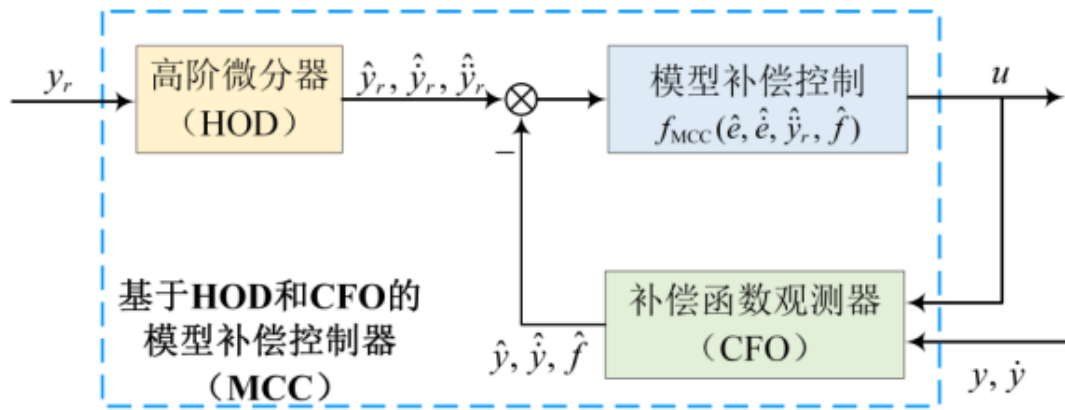 y_r
高阶微分器
（HOD）
ŷ_r, ŷ̇_r, ŷ̈_r
−
模型补偿控制
f_MCC(ê, ê̇, ŷ̈_r, f̂)
u
基于HOD和CFO的
模型补偿控制器
（MCC）
ŷ, ŷ̇, f̂
补偿函数观测器
（CFO）
y, ẏ